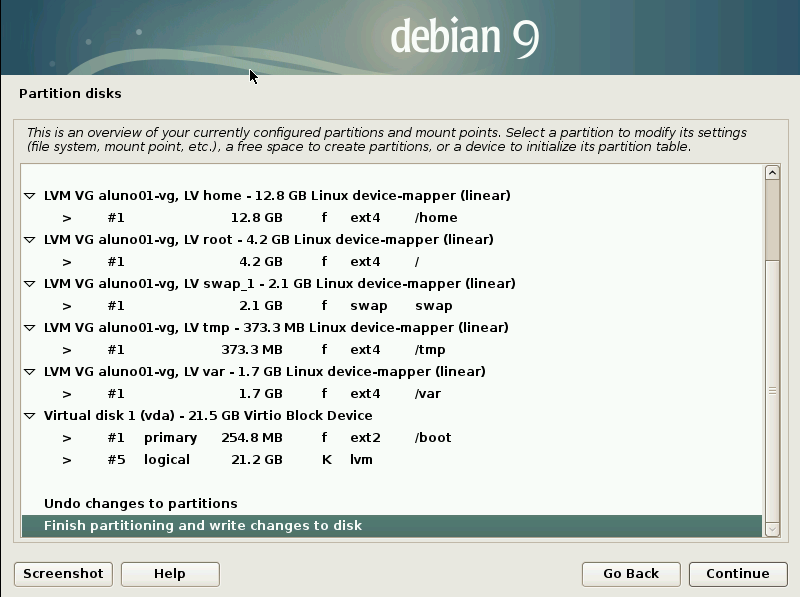 debian 9
Partition disks
This is an overview of your currently configured partitions and mount points. Select a partition to modify its settings
(file system, mount point, etc.), a free space to create partitions, or a device to initialize its partition table.
LVM VG aluno01-vg, LV home - 12.8 GB Linux device-mapper (linear)
> #1 12.8 GB f ext4 /home
LVM VG aluno01-vg, LV root - 4.2 GB Linux device-mapper (linear)
> #1 4.2 GB f ext4 /
LVM VG aluno01-vg, LV swap_1 - 2.1 GB Linux device-mapper (linear)
> #1 2.1 GB f swap swap
LVM VG aluno01-vg, LV tmp - 373.3 MB Linux device-mapper (linear)
> #1 373.3 MB f ext4 /tmp
LVM VG aluno01-vg, LV var - 1.7 GB Linux device-mapper (linear)
> #1 1.7 GB f ext4 /var
Virtual disk 1 (vda) - 21.5 GB Virtio Block Device
> #1 primary 254.8 MB f ext2 /boot
> #5 logical 21.2 GB K lvm
Undo changes to partitions
Finish partitioning and write changes to disk
Screenshot Help Go Back Continue